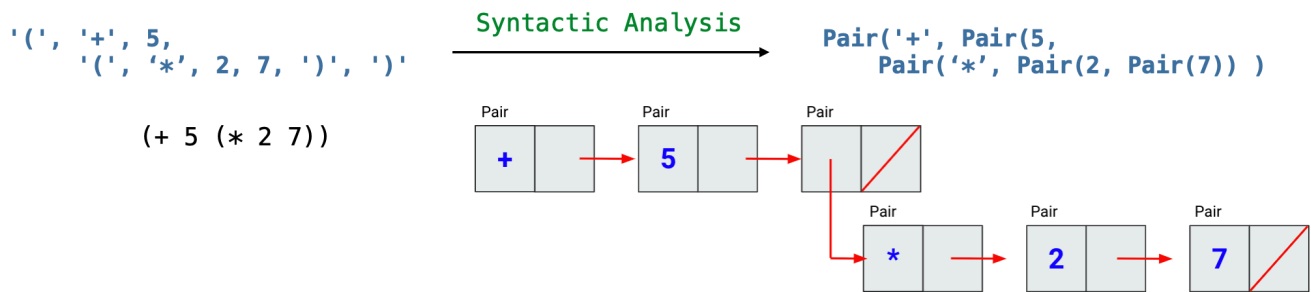 Syntactic Analysis
'(', '+', 5,
'(', ‘*’, 2, 7, ')', ')'
Pair('+', Pair(5,
Pair(‘*’, Pair(2, Pair(7)) )
(+ 5 (* 2 7))
Pair
Pair
Pair
+
5
Pair
Pair
Pair
*
2
7